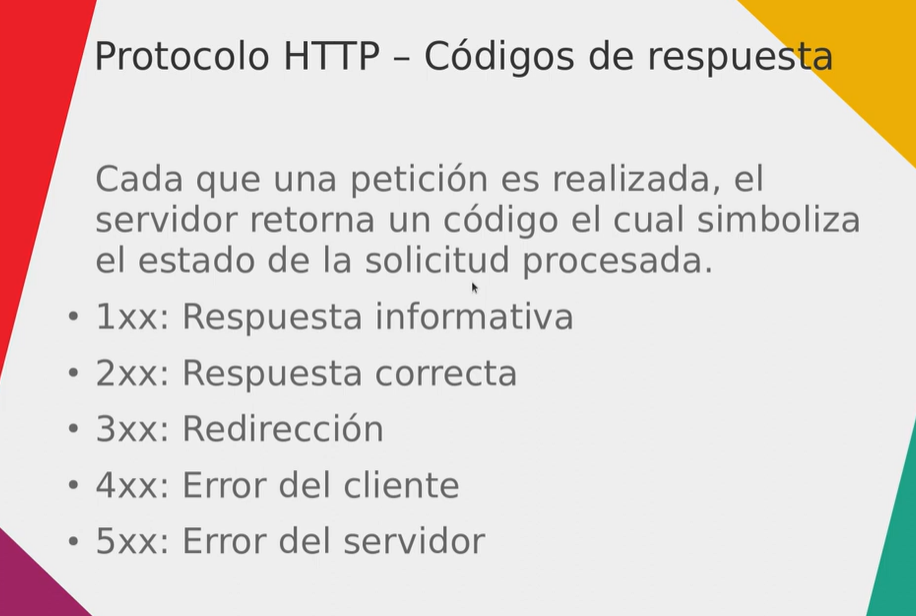 Protocolo HTTP – Códigos de respuesta
Cada que una petición es realizada, el
servidor retorna un código el cual simboliza
el estado de la solicitud procesada.
• 1xx: Respuesta informativa
• 2xx: Respuesta correcta
• 3xx: Redirección
• 4xx: Error del cliente
• 5xx: Error del servidor